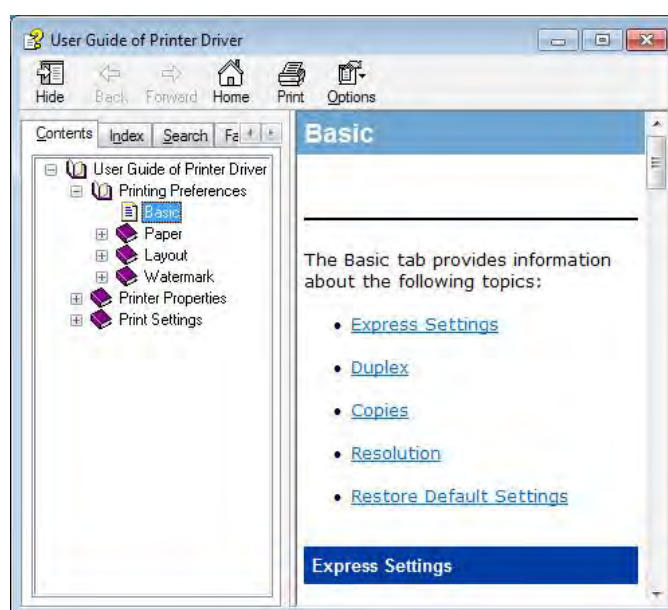 User Guide of Printer Driver
Hide Back Forward Home Print Options
Contents Index Search Fa
User Guide of Printer Driver
Printing Preferences
Basic
Paper
Layout
Watermark
Printer Properties
Print Settings
Basic
The Basic tab provides information
about the following topics:
Express Settings
Duplex
Copies
Resolution
Restore Default Settings
Express Settings